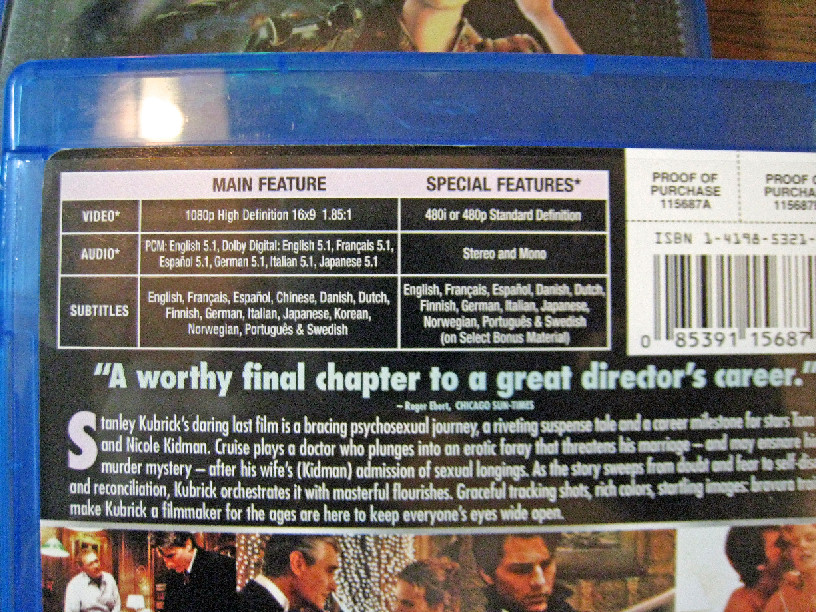 MAIN FEATURE SPECIAL FEATURES*
VIDEO* 1080p High Definition 16x9 1.85:1 480i or 480p Standard Definition
AUDIO* PCM: English 5.1, Dolby Digital: English 5.1, Français 5.1,
Español 5.1, German 5.1, Italian 5.1, Japanese 5.1
Stereo and Mono
SUBTITLES
English, Français, Español, Chinese, Danish, Dutch,
Finnish, German, Italian, Japanese, Korean,
Norwegian, Português & Swedish
English, Français, Español, Danish, Dutch,
Finnish, German, Italian, Japanese,
Norwegian, Português & Swedish
(on Select Bonus Material)
PROOF OF
PURCHASE
115687A
PROOF
PURCHA
115687
ISBN 1-4198-5321-
0 85391 15687
“A worthy final chapter to a great director's career.”
– Roger Ebert, CHICAGO SUN-TIMES
Stanley Kubrick's daring last film is a bracing psychosexual journey, a riveting suspense tale and a career milestone for stars Tom
and Nicole Kidman. Cruise plays a doctor who plunges into an erotic foray that threatens his marriage – and may ensnare hi
murder mystery – after his wife's (Kidman) admission of sexual longings. As the story sweeps from doubt and fear to self-dis
and reconciliation, Kubrick orchestrates it with masterful flourishes. Graceful tracking shots, rich colors, startling images: bravura trai
make Kubrick a filmmaker for the ages are here to keep everyone's eyes wide open.